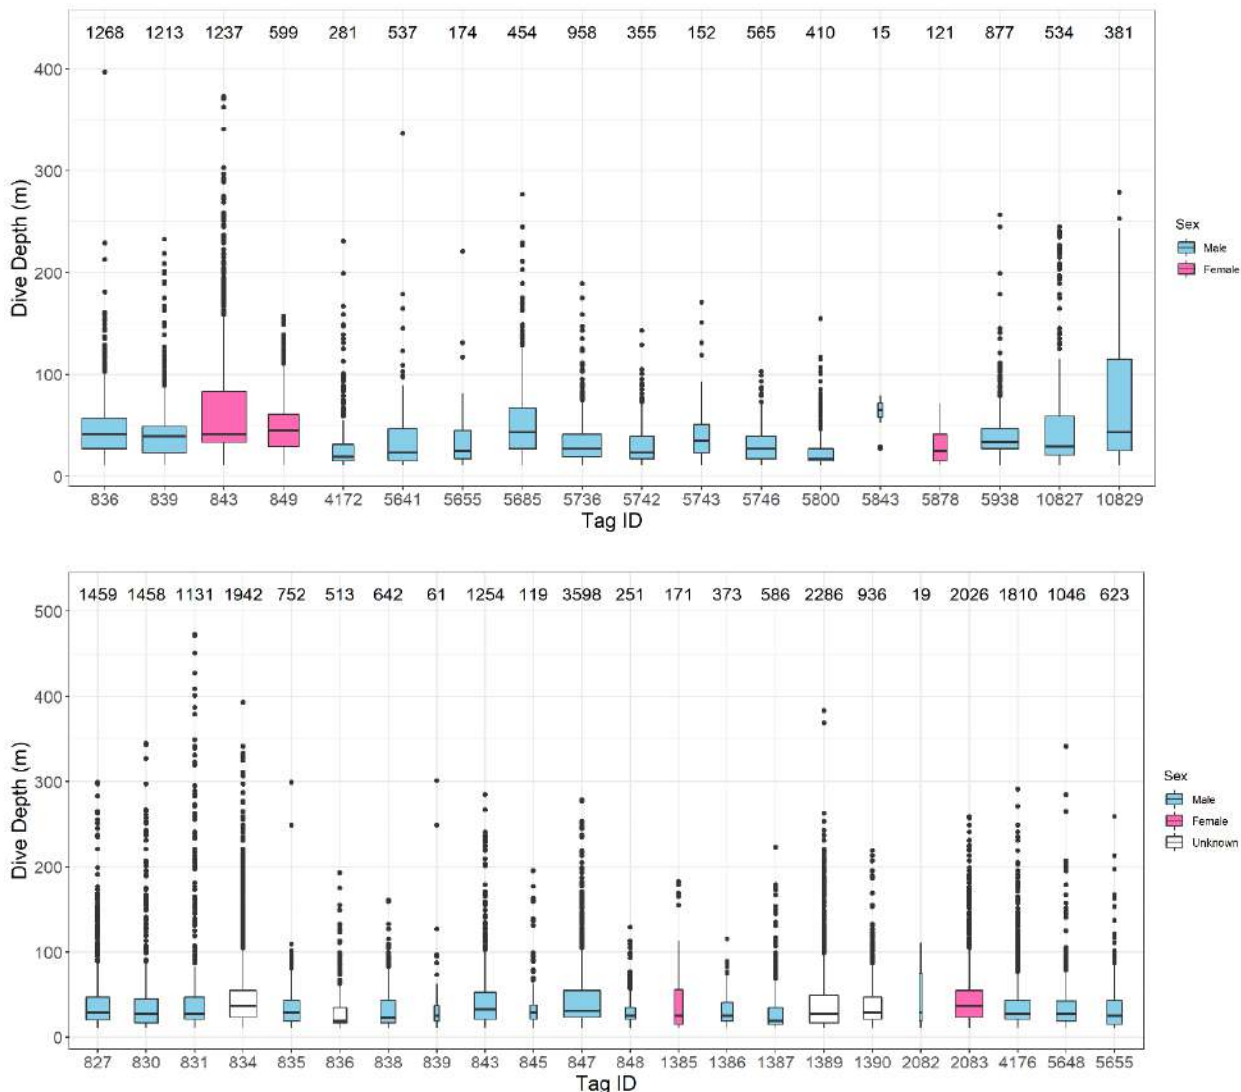 1268 1213 1237 599 281 537 174 454 958 355 152 565 410 15 121 877 534 381
400
300
200
100
0
Dive Depth (m)
836 839 843 849 4172 5641 5655 5685 5736 5742 5743 5746 5800 5843 5878 5938 10827 10829
Tag ID
Sex
Male
Female
1459 1458 1131 1942 752 513 642 61 1254 119 3598 251 171 373 586 2286 936 19 2026 1810 1046 623
500
400
300
200
100
0
Dive Depth (m)
827 830 831 834 835 836 838 839 843 845 847 848 1385 1386 1387 1389 1390 2082 2083 4176 5648 5655
Tag ID
Sex
Male
Female
Unknown